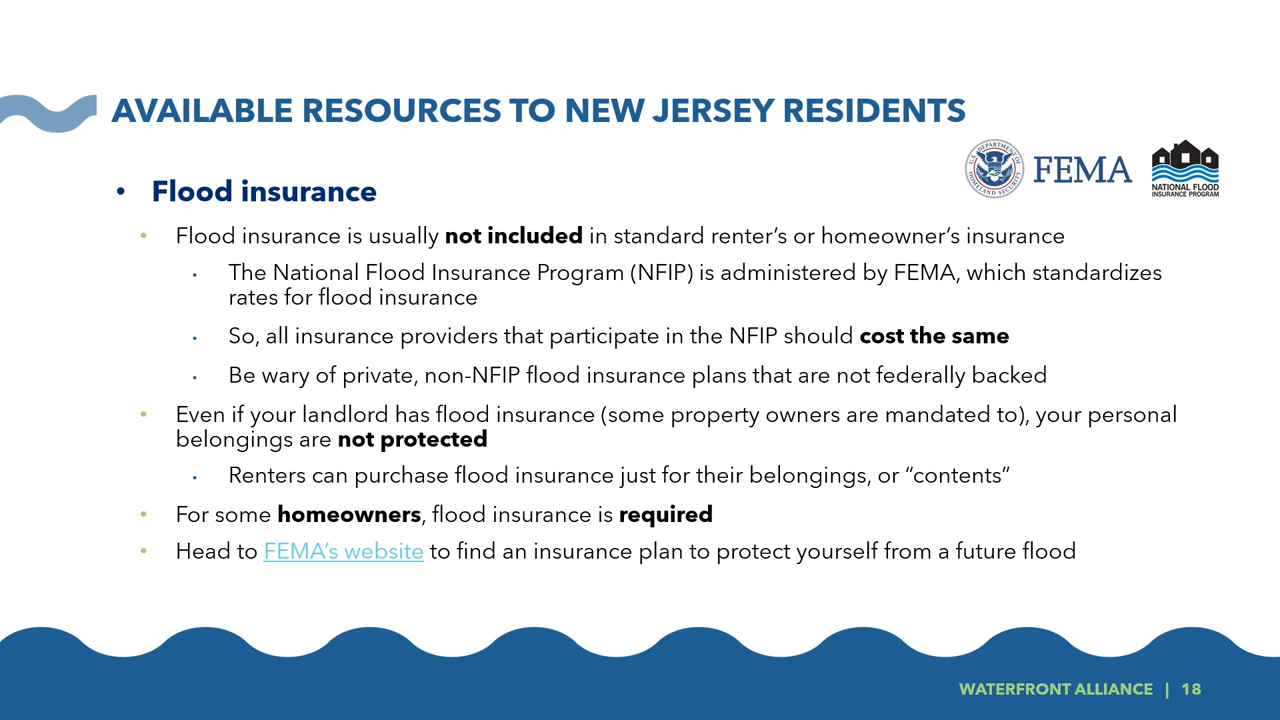 AVAILABLE RESOURCES TO NEW JERSEY RESIDENTS
U.S. DEPARTMENT OF HOMELAND SECURITY
FEMA
NATIONAL FLOOD
INSURANCE PROGRAM
• Flood insurance
• Flood insurance is usually not included in standard renter’s or homeowner’s insurance
• The National Flood Insurance Program (NFIP) is administered by FEMA, which standardizes
rates for flood insurance
• So, all insurance providers that participate in the NFIP should cost the same
• Be wary of private, non-NFIP flood insurance plans that are not federally backed
• Even if your landlord has flood insurance (some property owners are mandated to), your personal
belongings are not protected
• Renters can purchase flood insurance just for their belongings, or “contents”
• For some homeowners, flood insurance is required
• Head to FEMA’s website to find an insurance plan to protect yourself from a future flood
WATERFRONT ALLIANCE | 18